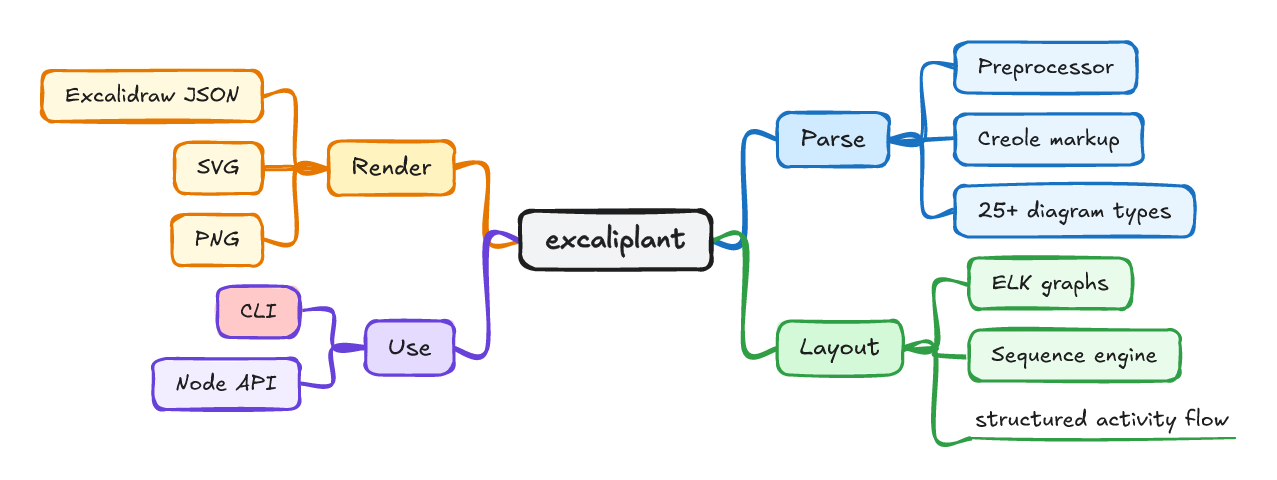 Preprocessor
Excalidraw JSON
Parse
Creole markup
SVG
Render
25+ diagram types
PNG
excaliplant
ELK graphs
CLI
Use
Layout
Sequence engine
Node API
structured activity flow